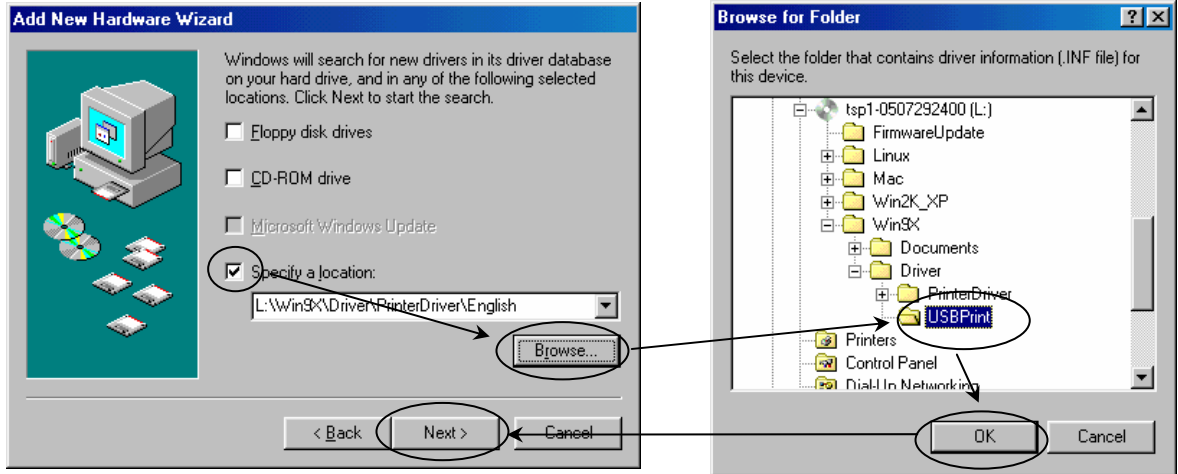 Add New Hardware Wizard
Windows will search for new drivers in its driver database
on your hard drive, and in any of the following selected
locations. Click Next to start the search.
Floppy disk drives
CD-ROM drive
Microsoft Windows Update
Specify a location:
L:\Win9X\Driver\PrinterDriver\English
Browse...
< Back
Next >
Cancel
Browse for Folder
Select the folder that contains driver information (.INF file) for
this device.
tsp1-0507292400 (L:)
FirmwareUpdate
Linux
Mac
Win2K_XP
Win9X
Documents
Driver
PrinterDriver
USBPrint
Printers
Control Panel
Dial-Up Networking
OK
Cancel